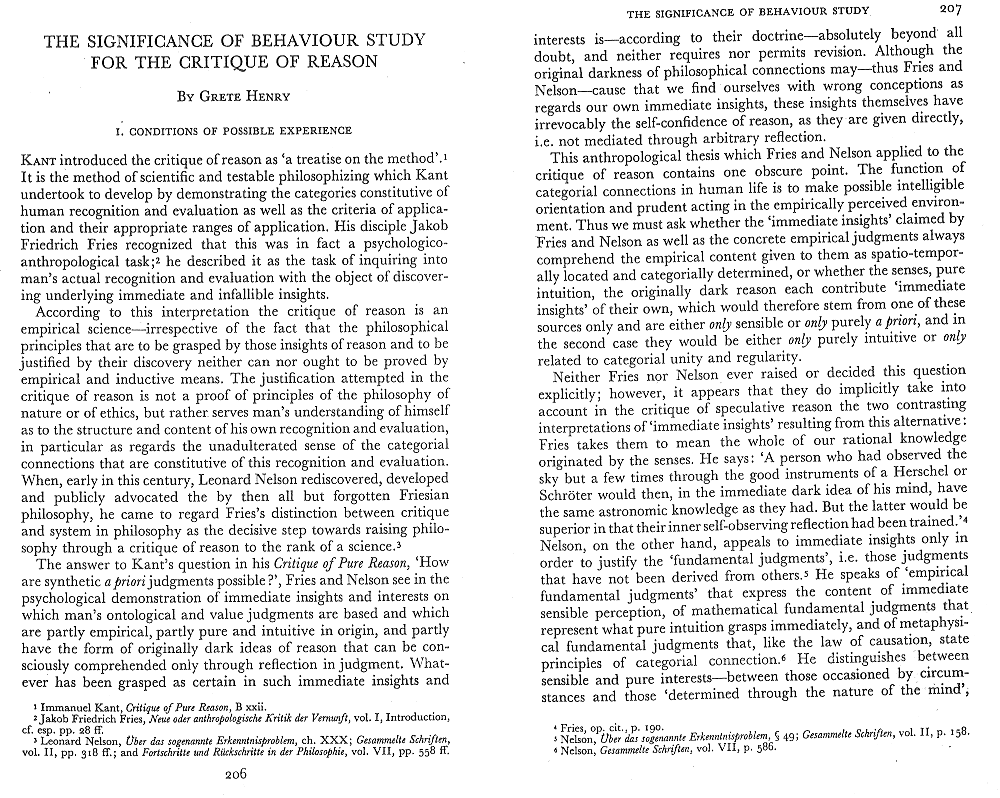 THE SIGNIFICANCE OF BEHAVIOUR STUDY
FOR THE CRITIQUE OF REASON
BY GRETE HENRY
I. CONDITIONS OF POSSIBLE EXPERIENCE
KANT introduced the critique of reason as ‘a treatise on the method’.¹
It is the method of scientific and testable philosophizing which Kant
undertook to develop by demonstrating the categories constitutive of
human recognition and evaluation as well as the criteria of applica-
tion and their appropriate ranges of application. His disciple Jakob
Friedrich Fries recognized that this was in fact a psychologico-
anthropological task;² he described it as the task of inquiring into
man’s actual recognition and evaluation with the object of discover-
ing underlying immediate and infallible insights.
According to this interpretation the critique of reason is an
empirical science—irrespective of the fact that the philosophical
principles that are to be grasped by those insights of reason and to be
justified by their discovery neither can nor ought to be proved by
empirical and inductive means. The justification attempted in the
critique of reason is not a proof of principles of the philosophy of
nature or of ethics, but rather serves man’s understanding of himself
as to the structure and content of his own recognition and evaluation,
in particular as regards the unadulterated sense of the categorial
connections that are constitutive of this recognition and evaluation.
When, early in this century, Leonard Nelson rediscovered, developed
and publicly advocated the by then all but forgotten Friesian
philosophy, he came to regard Fries’s distinction between critique
and system in philosophy as the decisive step towards raising philo-
sophy through a critique of reason to the rank of a science.³
The answer to Kant’s question in his Critique of Pure Reason, ‘How
are synthetic a priori judgments possible?’, Fries and Nelson see in the
psychological demonstration of immediate insights and interests on
which man’s ontological and value judgments are based and which
are partly empirical, partly pure and intuitive in origin, and partly
have the form of originally dark ideas of reason that can be con-
sciously comprehended only through reflection in judgment. What-
ever has been grasped as certain in such immediate insights and
¹ Immanuel Kant, Critique of Pure Reason, B xxii.
² Jakob Friedrich Fries, Neue oder anthropologische Kritik der Vernunft, vol. I, Introduction,
cf. esp. pp. 28 ff.
³ Leonard Nelson, Über das sogenannte Erkenntnisproblem, ch. XXX; Gesammelte Schriften,
vol. II, pp. 318 ff.; and Fortschritte und Rückschritte in der Philosophie, vol. VII, pp. 558 ff.
206
THE SIGNIFICANCE OF BEHAVIOUR STUDY 207
interests is—according to their doctrine—absolutely beyond all
doubt, and neither requires nor permits revision. Although the
original darkness of philosophical connections may—thus Fries and
Nelson—cause that we find ourselves with wrong conceptions as
regards our own immediate insights, these insights themselves have
irrevocably the self-confidence of reason, as they are given directly,
i.e. not mediated through arbitrary reflection.
This anthropological thesis which Fries and Nelson applied to the
critique of reason contains one obscure point. The function of
categorial connections in human life is to make possible intelligible
orientation and prudent acting in the empirically perceived environ-
ment. Thus we must ask whether the ‘immediate insights’ claimed by
Fries and Nelson as well as the concrete empirical judgments always
comprehend the empirical content given to them as spatio-tempor-
ally located and categorially determined, or whether the senses, pure
intuition, the originally dark reason each contribute ‘immediate
insights’ of their own, which would therefore stem from one of these
sources only and are either only sensible or only purely a priori, and in
the second case they would be either only purely intuitive or only
related to categorial unity and regularity.
Neither Fries nor Nelson ever raised or decided this question
explicitly; however, it appears that they do implicitly take into
account in the critique of speculative reason the two contrasting
interpretations of ‘immediate insights’ resulting from this alternative:
Fries takes them to mean the whole of our rational knowledge
originated by the senses. He says: ‘A person who had observed the
sky but a few times through the good instruments of a Herschel or
Schröter would then, in the immediate dark idea of his mind, have
the same astronomic knowledge as they had. But the latter would be
superior in that their inner self-observing reflection had been trained.’⁴
Nelson, on the other hand, appeals to immediate insights only in
order to justify the ‘fundamental judgments’, i.e. those judgments
that have not been derived from others.⁵ He speaks of ‘empirical
fundamental judgments’ that express the content of immediate
sensible perception, of mathematical fundamental judgments that
represent what pure intuition grasps immediately, and of metaphysi-
cal fundamental judgments that, like the law of causation, state
principles of categorial connection.⁶ He distinguishes between
sensible and pure interests—between those occasioned by circum-
stances and those ‘determined through the nature of the mind’,
⁴ Fries, op. cit., p. 190.
⁵ Nelson, Über das sogenannte Erkenntnisproblem, § 49; Gesammelte Schriften, vol. II, p. 158.
⁶ Nelson, Gesammelte Schriften, vol. VII, p. 586.